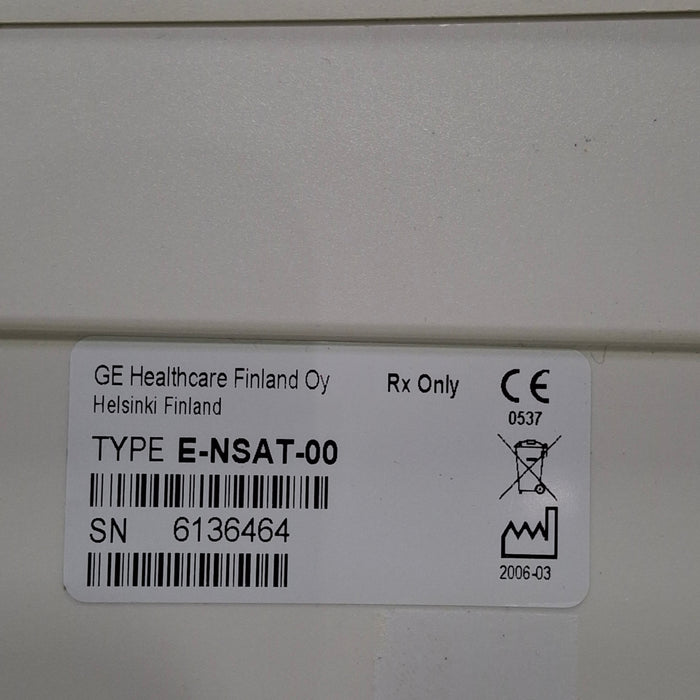 GE Healthcare Finland Oy
Helsinki Finland
Rx Only
CE
0537
TYPE E-NSAT-00
SN 6136464
2006-03